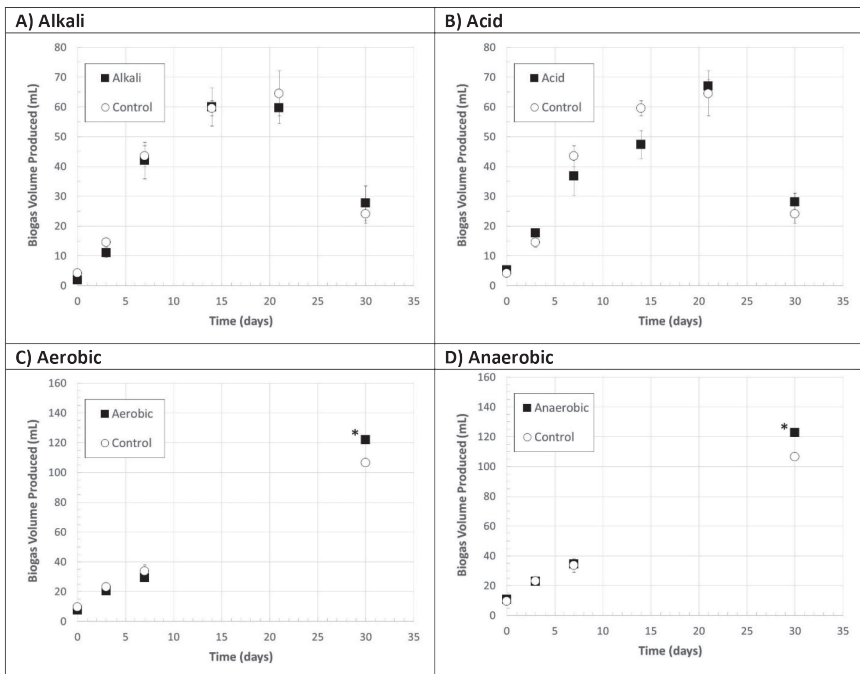 A) Alkali
80
70
60
50
40
30
20
10
0
Biogas Volume Produced (mL)
Alkali
Control
0 5 10 15 20 25 30 35
Time (days)
B) Acid
80
70
60
50
40
30
20
10
0
Biogas Volume Produced (mL)
Acid
Control
0 5 10 15 20 25 30 35
Time (days)
C) Aerobic
160
140
120
100
80
60
40
20
0
Biogas Volume Produced (mL)
Aerobic
Control
*
0 5 10 15 20 25 30 35
Time (days)
D) Anaerobic
160
140
120
100
80
60
40
20
0
Biogas Volume Produced (mL)
Anaerobic
Control
*
0 5 10 15 20 25 30 35
Time (days)